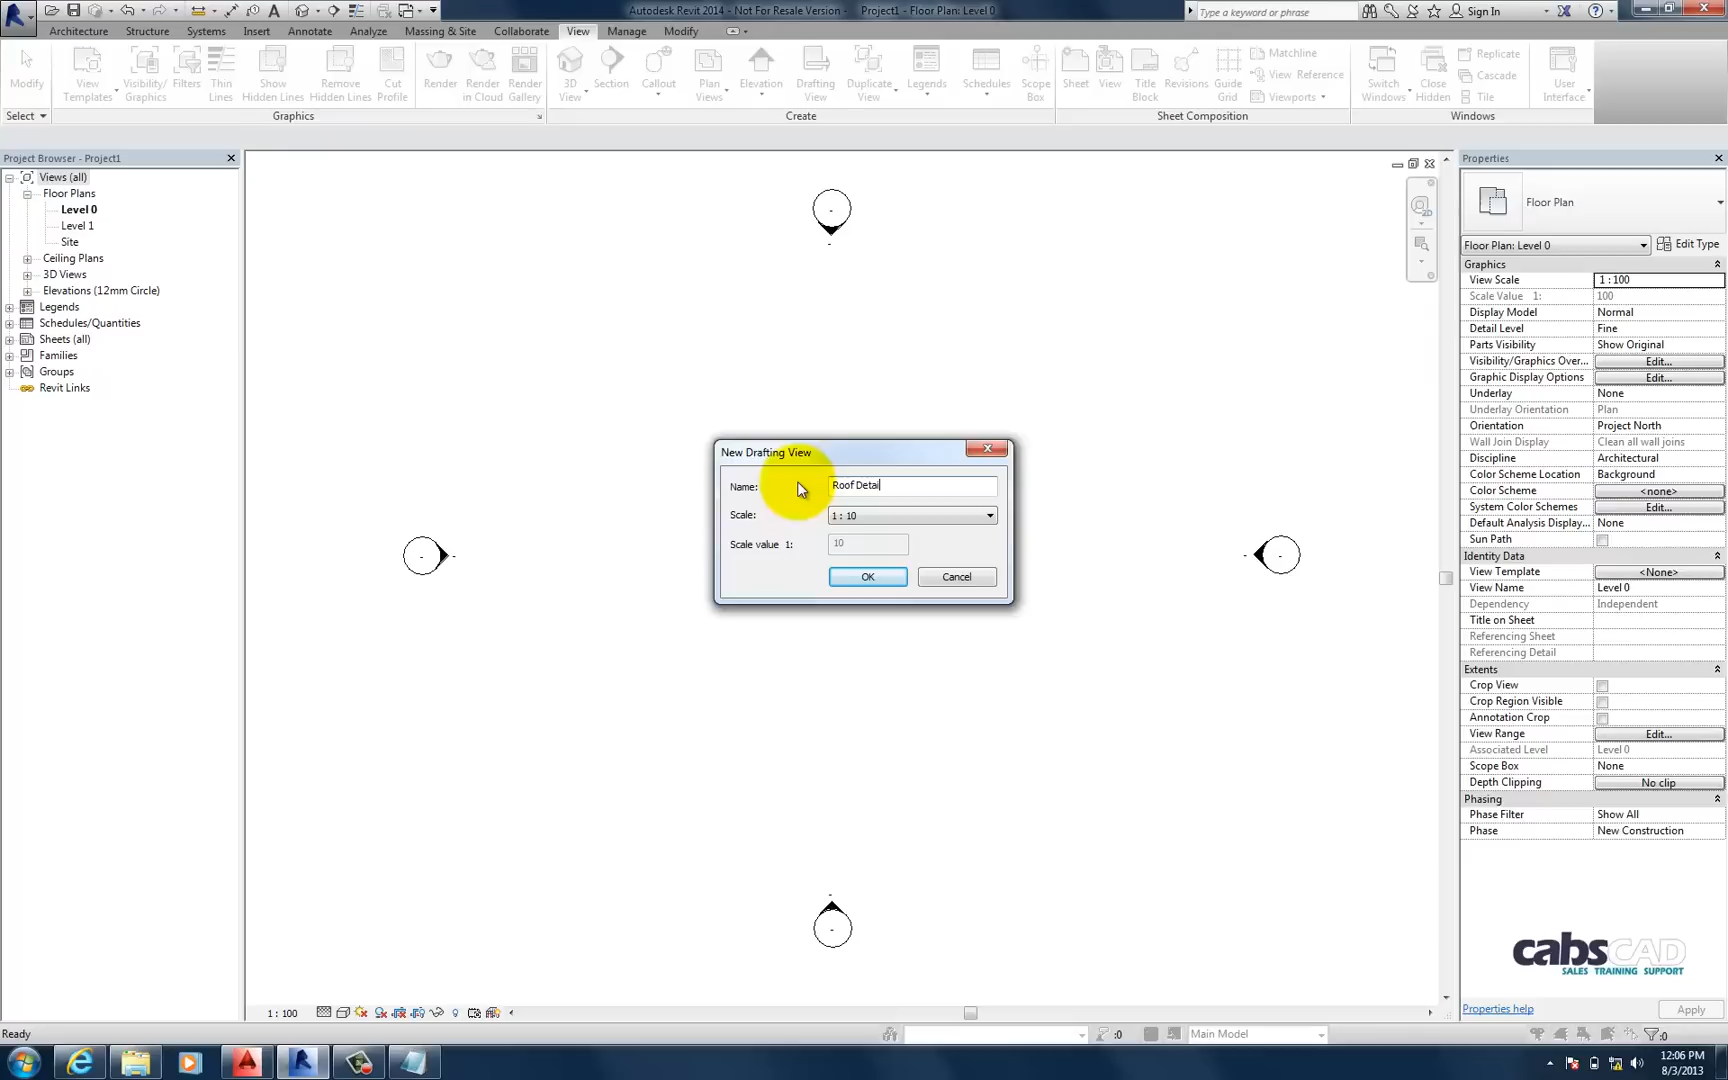 Autodesk Revit 2014 - Not For Resale Version - Project1 - Floor Plan: Level 0
Type a keyword or phrase
Sign In
Architecture Structure Systems Insert Annotate Analyze Massing & Site Collaborate View Manage Modify
Modify
View Templates
Visibility/ Graphics
Filters
Thin Lines
Show Hidden Lines
Remove Hidden Lines
Cut Profile
Render
Render in Cloud
Render Gallery
3D View
Section
Callout
Plan Views
Elevation
Drafting View
Duplicate View
Legends
Schedules
Scope Box
Sheet
View
Title Block
Revisions
Guide Grid
Matchline
View Reference
Viewports
Switch Windows
Close Hidden
Replicate
Cascade
Tile
User Interface
Select
Graphics
Create
Sheet Composition
Windows
Project Browser - Project1
Views (all)
Floor Plans
Level 0
Level 1
Site
Ceiling Plans
3D Views
Elevations (12mm Circle)
Legends
Schedules/Quantities
Sheets (all)
Families
Groups
Revit Links
2D
New Drafting View
Name: Roof Detai
Scale: 1 : 10
Scale value 1: 10
OK Cancel
Properties
Floor Plan
Floor Plan: Level 0 Edit Type
Graphics
View Scale 1 : 100
Scale Value 1: 100
Display Model Normal
Detail Level Fine
Parts Visibility Show Original
Visibility/Graphics Over... Edit...
Graphic Display Options Edit...
Underlay None
Underlay Orientation Plan
Orientation Project North
Wall Join Display Clean all wall joins
Discipline Architectural
Color Scheme Location Background
Color Scheme <none>
System Color Schemes Edit...
Default Analysis Display... None
Sun Path
Identity Data
View Template <None>
View Name Level 0
Dependency Independent
Title on Sheet
Referencing Sheet
Referencing Detail
Extents
Crop View
Crop Region Visible
Annotation Crop
View Range Edit...
Associated Level Level 0
Scope Box None
Depth Clipping No clip
Phasing
Phase Filter Show All
Phase New Construction
cabsCAD
SALES TRAINING SUPPORT
Properties help Apply
1 : 100
Ready
:0
Main Model
:0
12:06 PM
8/3/2013